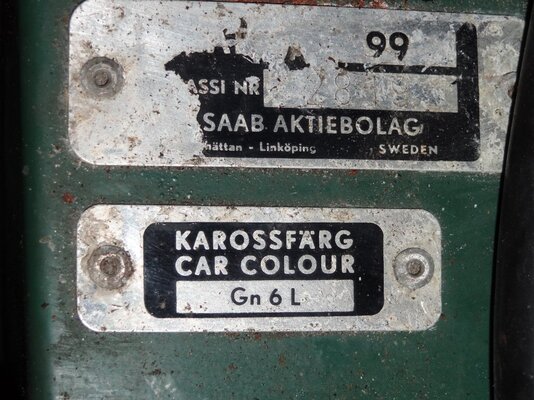 99
ASSI NR
SAAB AKTIEBOLAG
hättan - Linköping SWEDEN
KAROSSFÄRG
CAR COLOUR
Gn 6 L